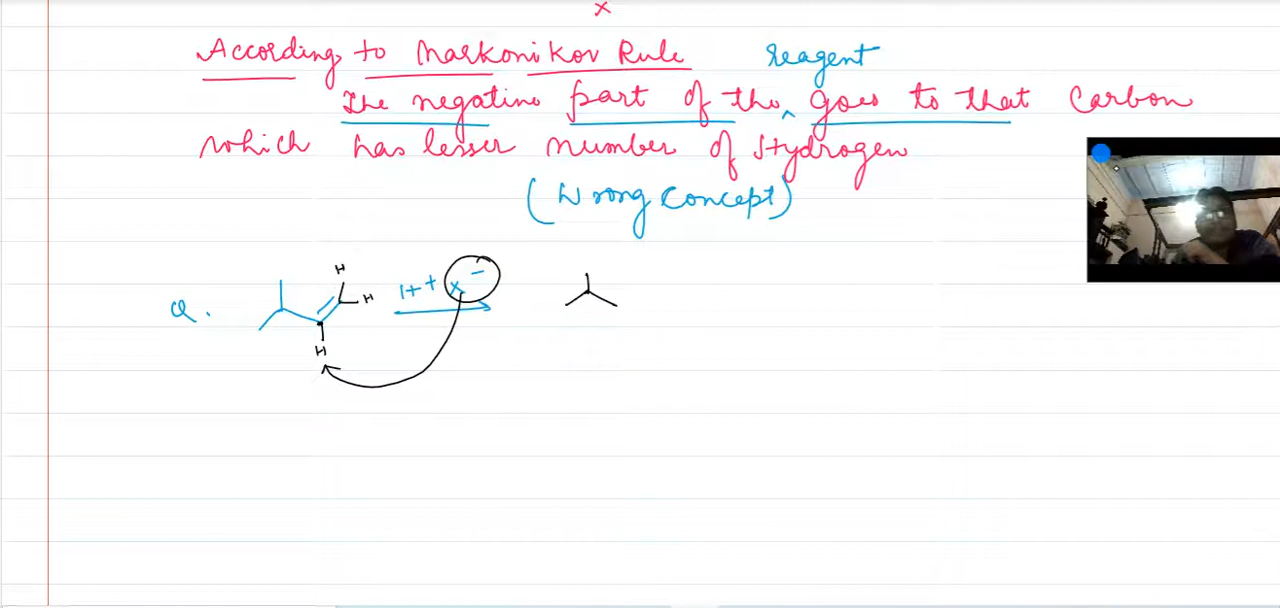 x
According to Markonikov Rule reagent
The negative part of the ^ goes to that Carbon
which has lesser number of Hydrogen
(Wrong Concept)
Q.
H
H
H+ x-
H